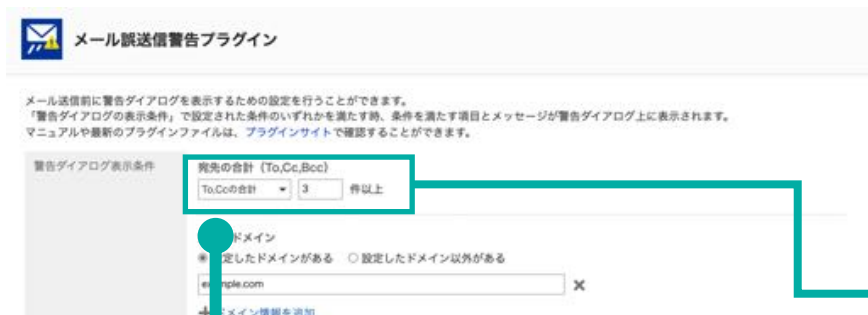 メール誤送信警告プラグイン
メール送信前に警告ダイアログを表示するための設定を行うことができます。
「警告ダイアログの表示条件」で設定された条件のいずれかを満たす時、条件を満たす項目とメッセージが警告ダイアログ上に表示されます。
マニュアルや最新のプラグインファイルは、プラグインサイトで確認することができます。
警告ダイアログ表示条件
宛先の合計（To,Cc,Bcc）
To,Ccの合計 3 件以上
ドメイン
定したドメインがある 設定したドメイン以外がある
ドメイン情報を追加